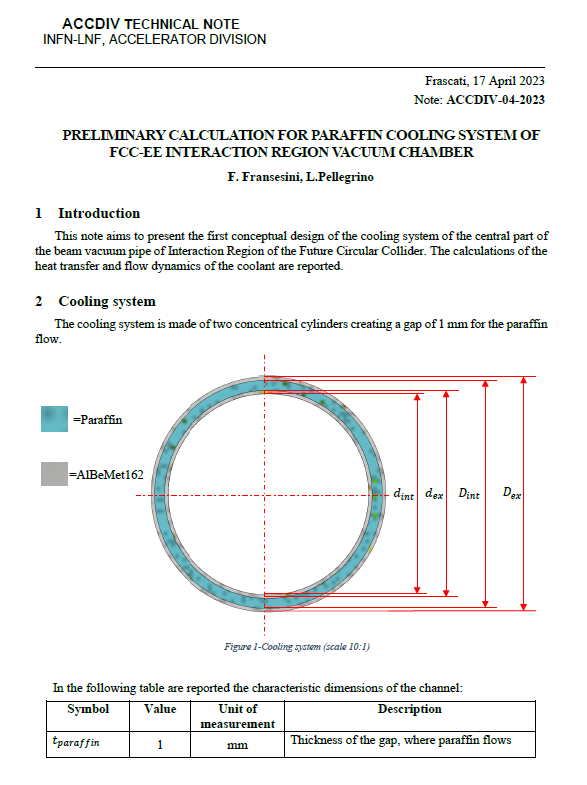 ACCDIV TECHNICAL NOTE
INFN-LNF, ACCELERATOR DIVISION
Frascati, 17 April 2023
Note: ACCDIV-04-2023
PRELIMINARY CALCULATION FOR PARAFFIN COOLING SYSTEM OF
FCC-EE INTERACTION REGION VACUUM CHAMBER
F. Fransesini, L.Pellegrino
1 Introduction
This note aims to present the first conceptual design of the cooling system of the central part of
the beam vacuum pipe of Interaction Region of the Future Circular Collider. The calculations of the
heat transfer and flow dynamics of the coolant are reported.
2 Cooling system
The cooling system is made of two concentrical cylinders creating a gap of 1 mm for the paraffin
flow.
=Paraffin
=AlBeMet162
d_int d_ex D_int D_ex
Figure 1-Cooling system (scale 10:1)
In the following table are reported the characteristic dimensions of the channel:
Symbol Value Unit of measurement Description
t_paraffin 1 mm Thickness of the gap, where paraffin flows